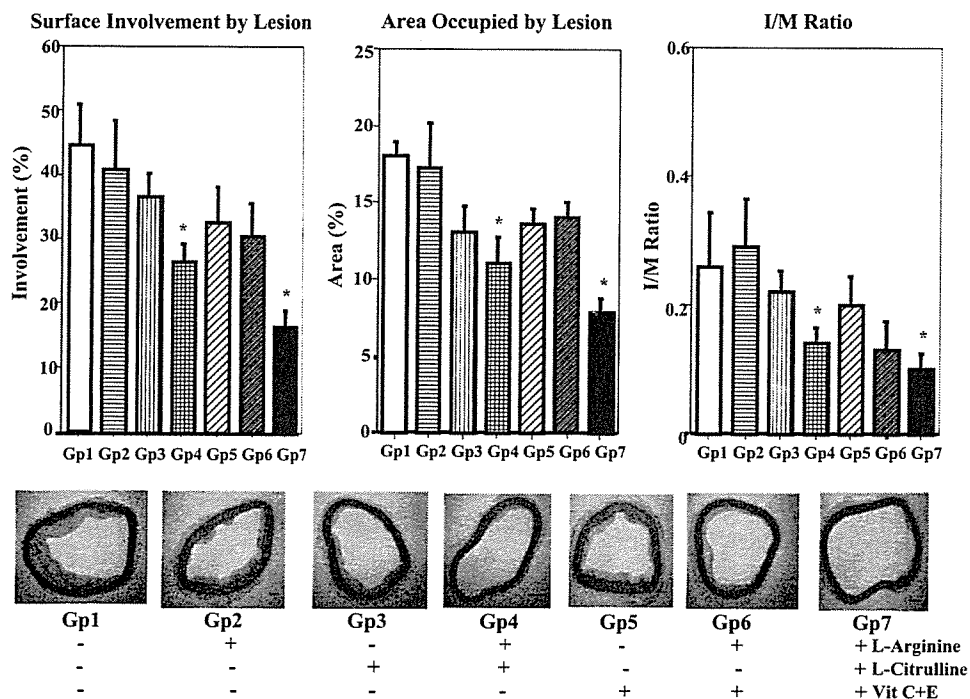 Surface Involvement by Lesion
Involvement (%)
60
50
40
30
20
10
0
Gp1 Gp2 Gp3 Gp4 Gp5 Gp6 Gp7
*
*
Area Occupied by Lesion
Area (%)
25
20
15
10
5
0
Gp1 Gp2 Gp3 Gp4 Gp5 Gp6 Gp7
*
*
I/M Ratio
I/M Ratio
0.6
0.4
0.2
0
Gp1 Gp2 Gp3 Gp4 Gp5 Gp6 Gp7
*
*
Gp1 Gp2 Gp3 Gp4 Gp5 Gp6 Gp7
- + - + - + + L-Arginine
- - + + - - + L-Citrulline
- - - - + + + Vit C+E